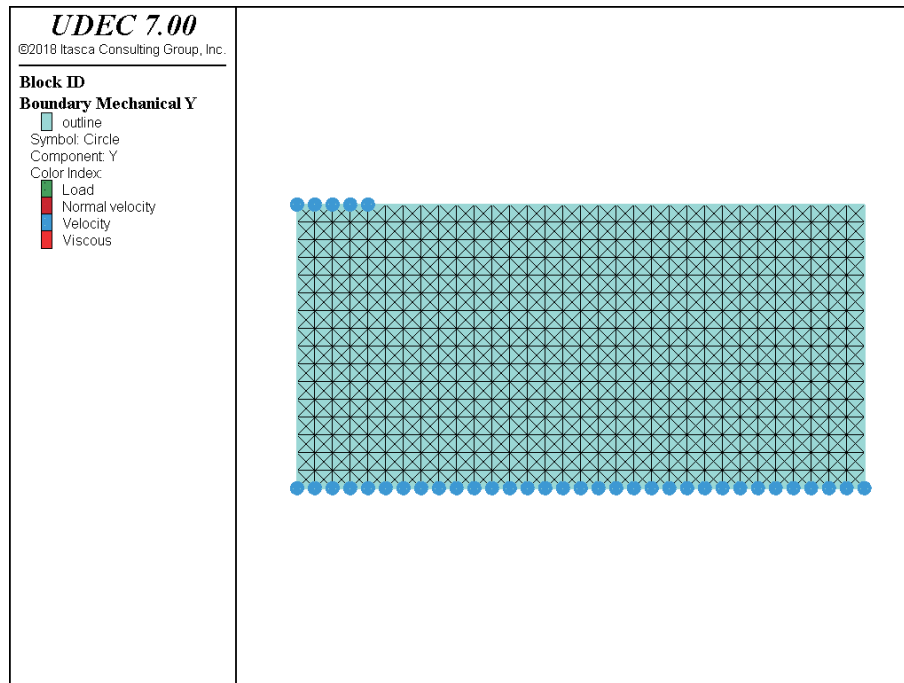 UDEC 7.00
©2018 Itasca Consulting Group, Inc.
Block ID
Boundary Mechanical Y
outline
Symbol: Circle
Component: Y
Color Index:
Load
Normal velocity
Velocity
Viscous